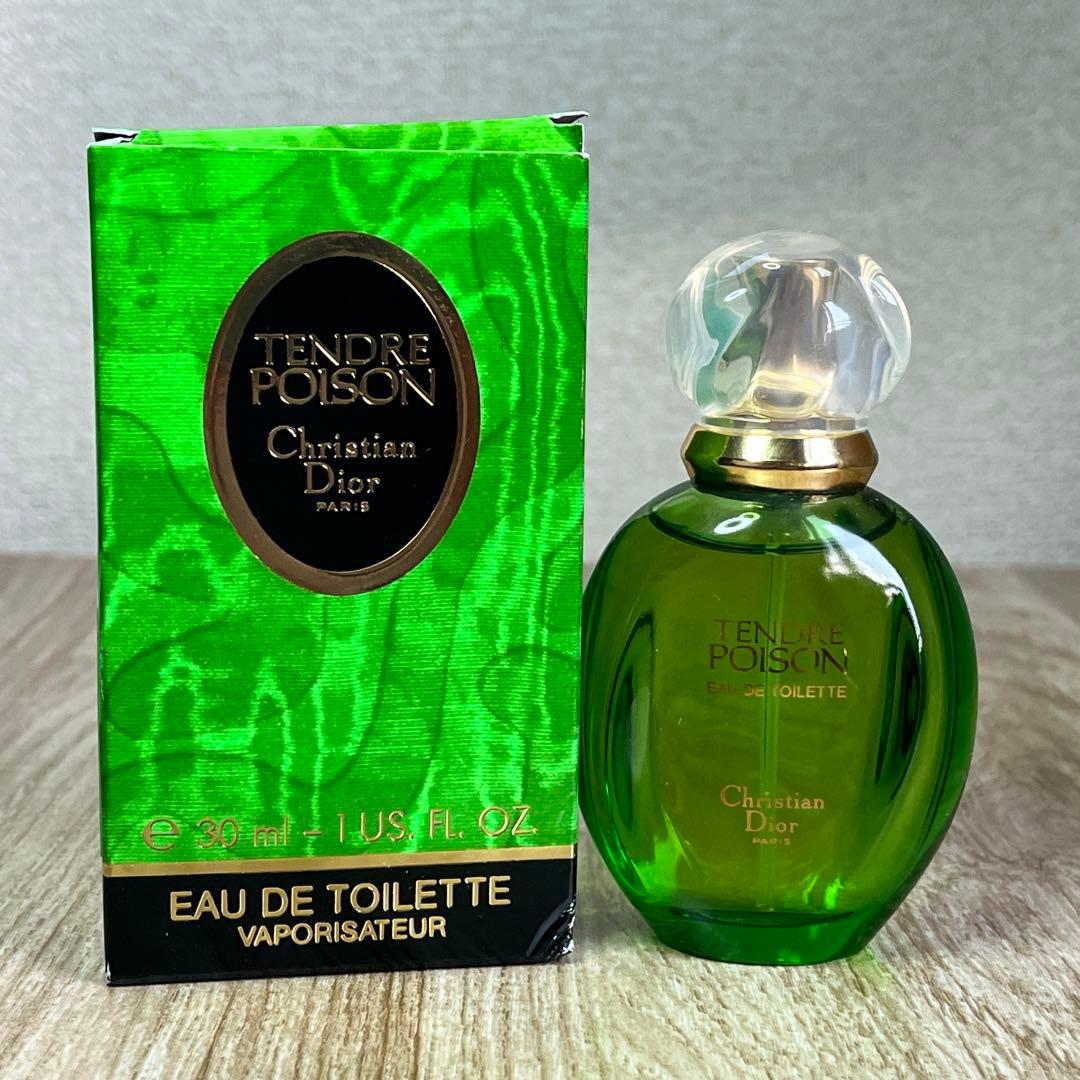 TENDRE
POISON
Christian
Dior
PARIS
e 30 ml - 1 US. FL. OZ.
EAU DE TOILETTE
VAPORISATEUR
TENDRE
POISON
EAU DE TOILETTE
Christian
Dior
PARIS